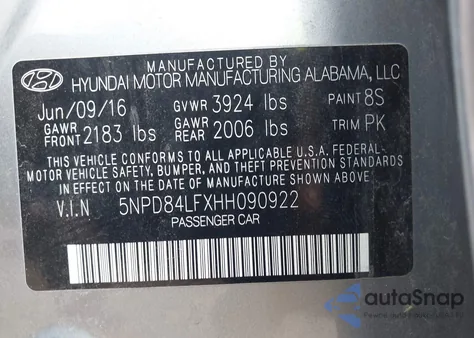 MANUFACTURED BY
HYUNDAI MOTOR MANUFACTURING ALABAMA, LLC
Jun/09/16 GVWR 3924 lbs PAINT 8S
GAWR FRONT 2183 lbs GAWR REAR 2006 lbs TRIM PK
THIS VEHICLE CONFORMS TO ALL APPLICABLE U.S.A. FEDERAL
MOTOR VEHICLE SAFETY, BUMPER, AND THEFT PREVENTION STANDARDS
IN EFFECT ON THE DATE OF MANUFACTURE SHOWN ABOVE.
V.I.N 5NPD84LFXHH090922
PASSENGER CAR
autoSnap